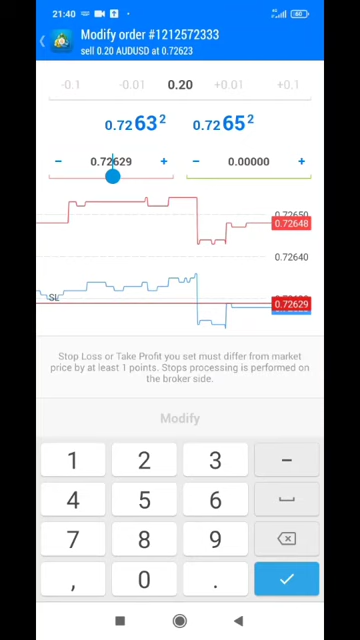 21:40
60
Modify order #1212572333
sell 0.20 AUDUSD at 0.72623
-0.1 -0.01 0.20 +0.01 +0.1
0.72632 0.72652
- 0.72629 + - 0.00000 +
0.72650
0.72648
0.72640
SL
0.72629
Stop Loss or Take Profit you set must differ from market
price by at least 1 points. Stops processing is performed on
the broker side.
Modify
1 2 3 -
4 5 6
7 8 9
, 0 .